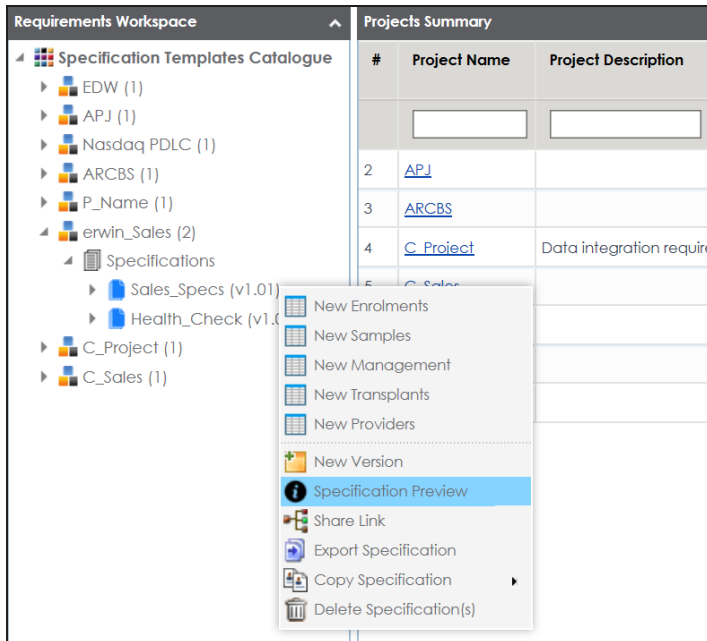 Requirements Workspace
Specification Templates Catalogue
EDW (1)
APJ (1)
Nasdaq PDLC (1)
ARCBS (1)
P_Name (1)
erwin_Sales (2)
Specifications
Sales_Specs (v1.01)
Health_Check (v1.0
C_Project (1)
C_Sales (1)
Projects Summary
# Project Name Project Description
2 APJ
3 ARCBS
4 C_Project Data integration require
5 C_Sales
New Enrolments
New Samples
New Management
New Transplants
New Providers
New Version
Specification Preview
Share Link
Export Specification
Copy Specification
Delete Specification(s)